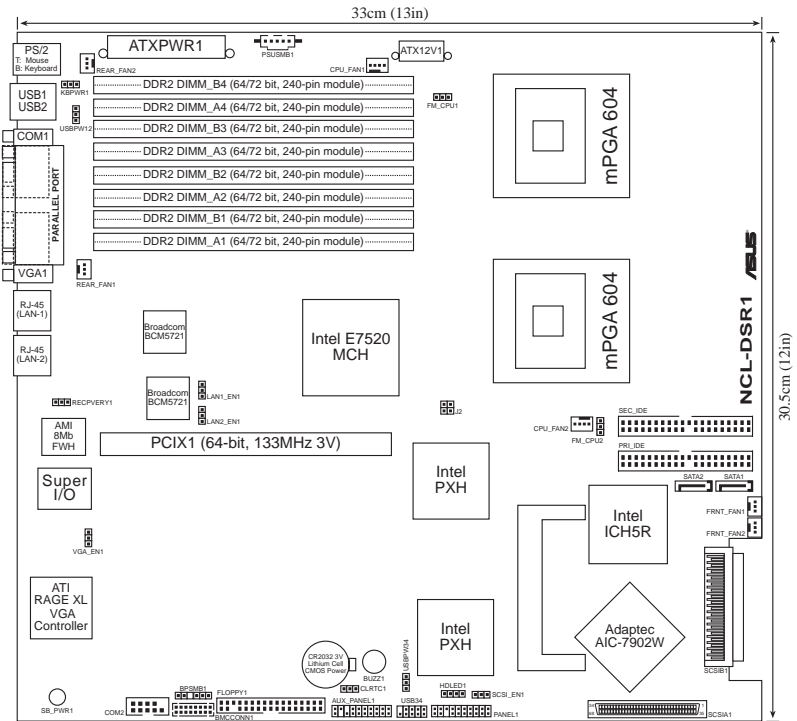 33cm (13in)
PS/2
T: Mouse
B: Keyboard
REAR_FAN2
ATXPWR1
PSUSMB1
CPU_FAN1
ATX12V1
USB1
USB2
KBPWR1
USBPW12
FM_CPU1
DDR2 DIMM_B4 (64/72 bit, 240-pin module)
DDR2 DIMM_A4 (64/72 bit, 240-pin module)
DDR2 DIMM_B3 (64/72 bit, 240-pin module)
DDR2 DIMM_A3 (64/72 bit, 240-pin module)
DDR2 DIMM_B2 (64/72 bit, 240-pin module)
DDR2 DIMM_A2 (64/72 bit, 240-pin module)
DDR2 DIMM_B1 (64/72 bit, 240-pin module)
DDR2 DIMM_A1 (64/72 bit, 240-pin module)
mPGA 604
COM1
PARALLEL PORT
VGA1
REAR_FAN1
mPGA 604
ASUS
NCL-DSR1
30.5cm (12in)
RJ-45
(LAN-1)
RJ-45
(LAN-2)
Broadcom
BCM5721
Intel E7520
MCH
Broadcom
BCM5721
LAN1_EN1
LAN2_EN1
RECPVERY1
J2
AMI
8Mb
FWH
PCIX1 (64-bit, 133MHz 3V)
CPU_FAN2
FM_CPU2
SEC_IDE
PRI_IDE
SATA2
SATA1
Super
I/O
Intel
PXH
Intel
ICH5R
FRNT_FAN1
FRNT_FAN2
VGA_EN1
ATI
RAGE XL
VGA
Controller
Intel
PXH
Adaptec
AIC-7902W
SCSIB1
CR2032 3V
Lithium Cell
CMOS Power
BUZZ1
CLRTC1
USBPW34
HDLED1
SCSI_EN1
SB_PWR1
COM2
BPSMB1
BMCCONN1
FLOPPY1
AUX_PANEL1
USB34
PANEL1
SCSIA1